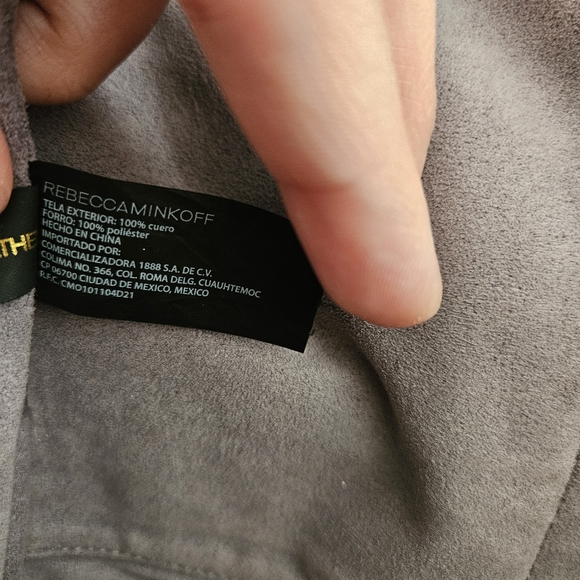 THE
REBECCAMINKOFF
TELA EXTERIOR: 100% cuero
FORRO: 100% poliéster
HECHO EN CHINA
IMPORTADO POR:
COMERCIALIZADORA 1888 S.A. DE C.V.
COLIMA NO. 366, COL. ROMA DELG. CUAUHTEMOC
CP 06700 CIUDAD DE MEXICO, MEXICO
R.F.C. CMO101104D21